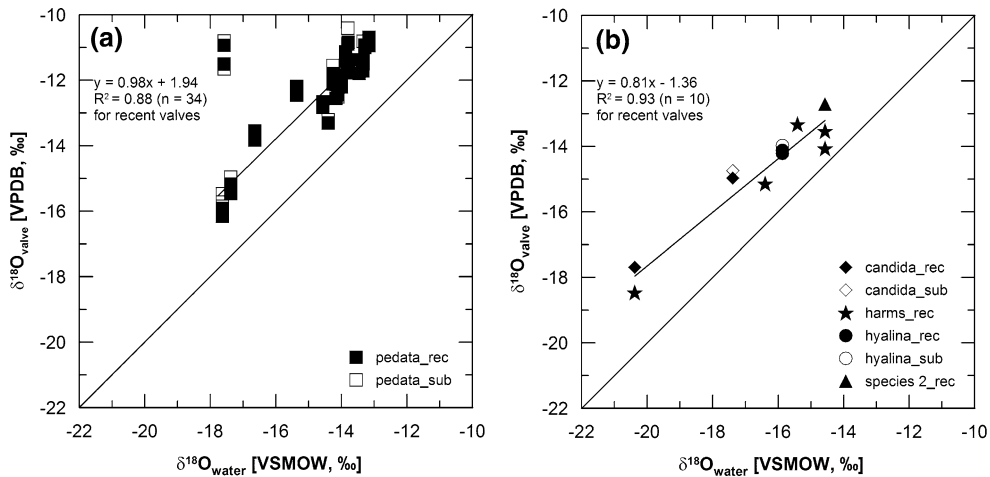 (a)
y = 0.98x + 1.94
R² = 0.88 (n = 34)
for recent valves
-10
-12
-14
-16
-18
-20
-22
δ¹⁸Ovalve [VPDB, ‰]
pedata_rec
pedata_sub
-22 -20 -18 -16 -14 -12 -10
δ¹⁸Owater [VSMOW, ‰]
(b)
y = 0.81x - 1.36
R² = 0.93 (n = 10)
for recent valves
-10
-12
-14
-16
-18
-20
-22
δ¹⁸Ovalve [VPDB, ‰]
candida_rec
candida_sub
harms_rec
hyalina_rec
hyalina_sub
species 2_rec
-22 -20 -18 -16 -14 -12 -10
δ¹⁸Owater [VSMOW, ‰]